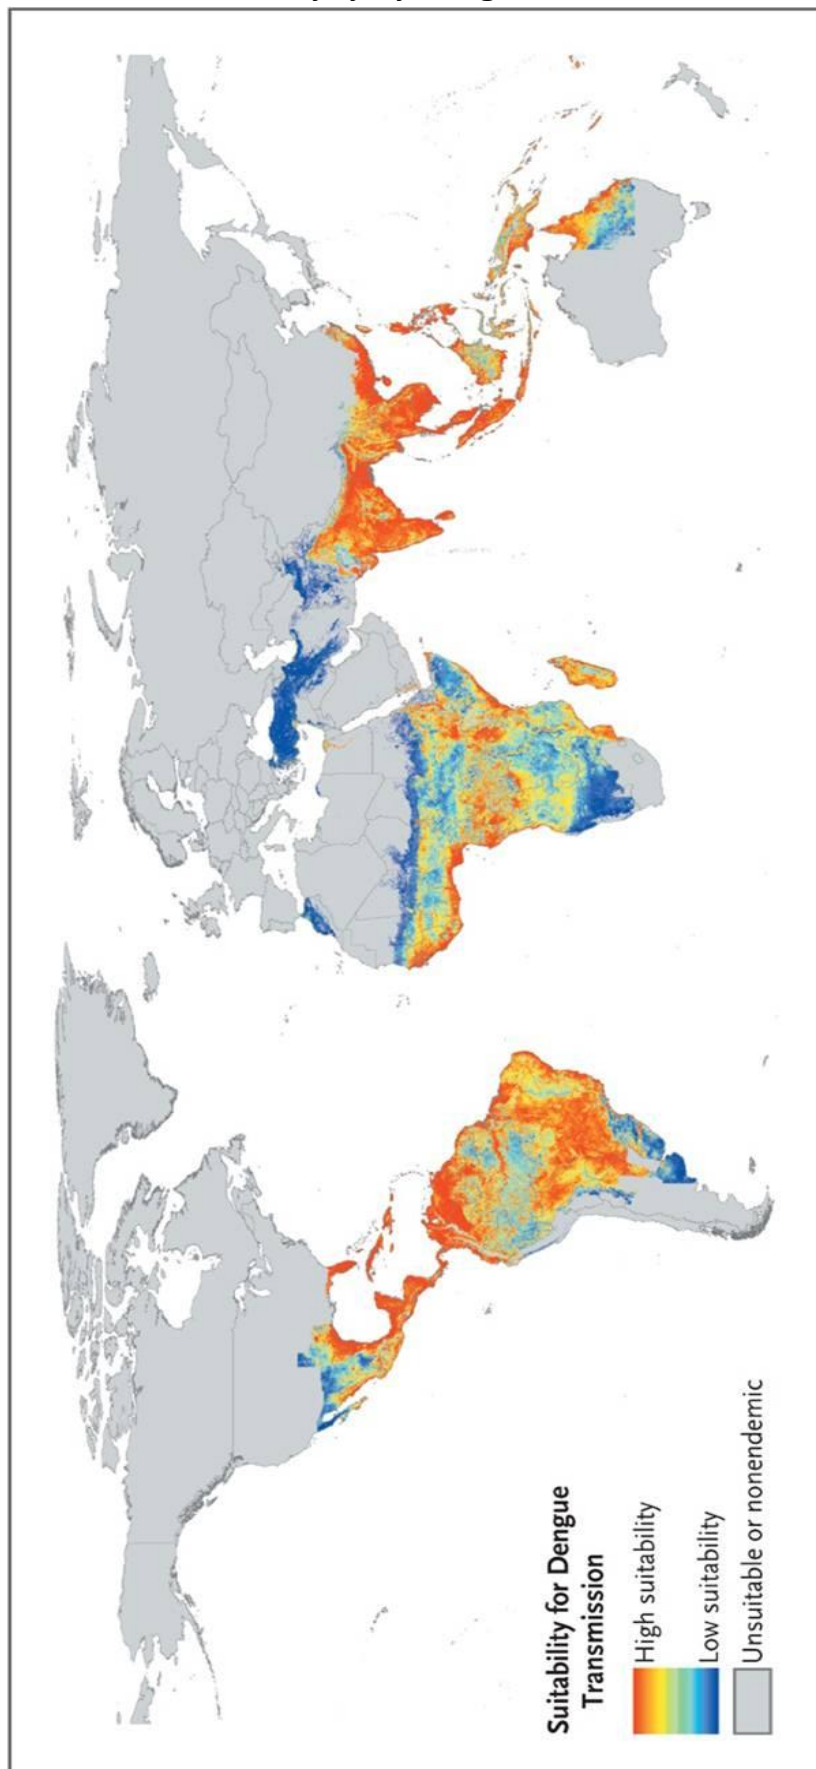 Suitability for Dengue
Transmission
High suitability
Low suitability
Unsuitable or nonendemic